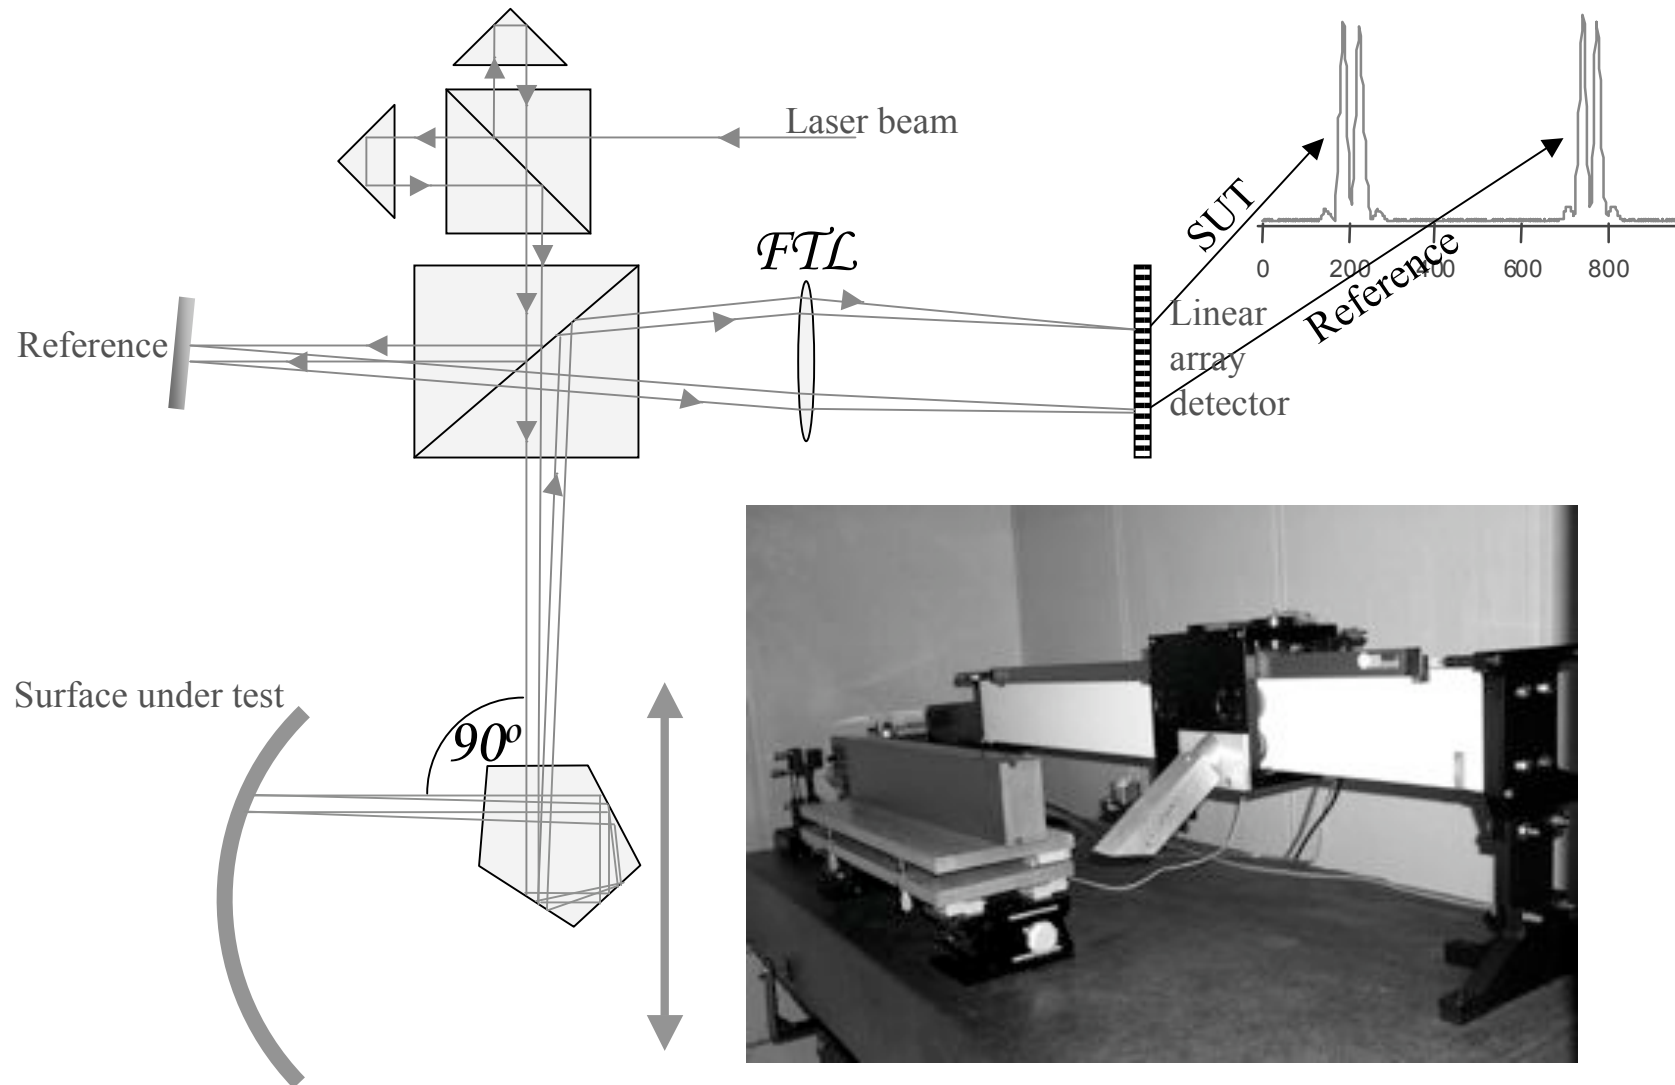 Laser beam
FTL
SUT
Reference
0 200 400 600 800
Reference
Linear
array
detector
Surface under test
90º